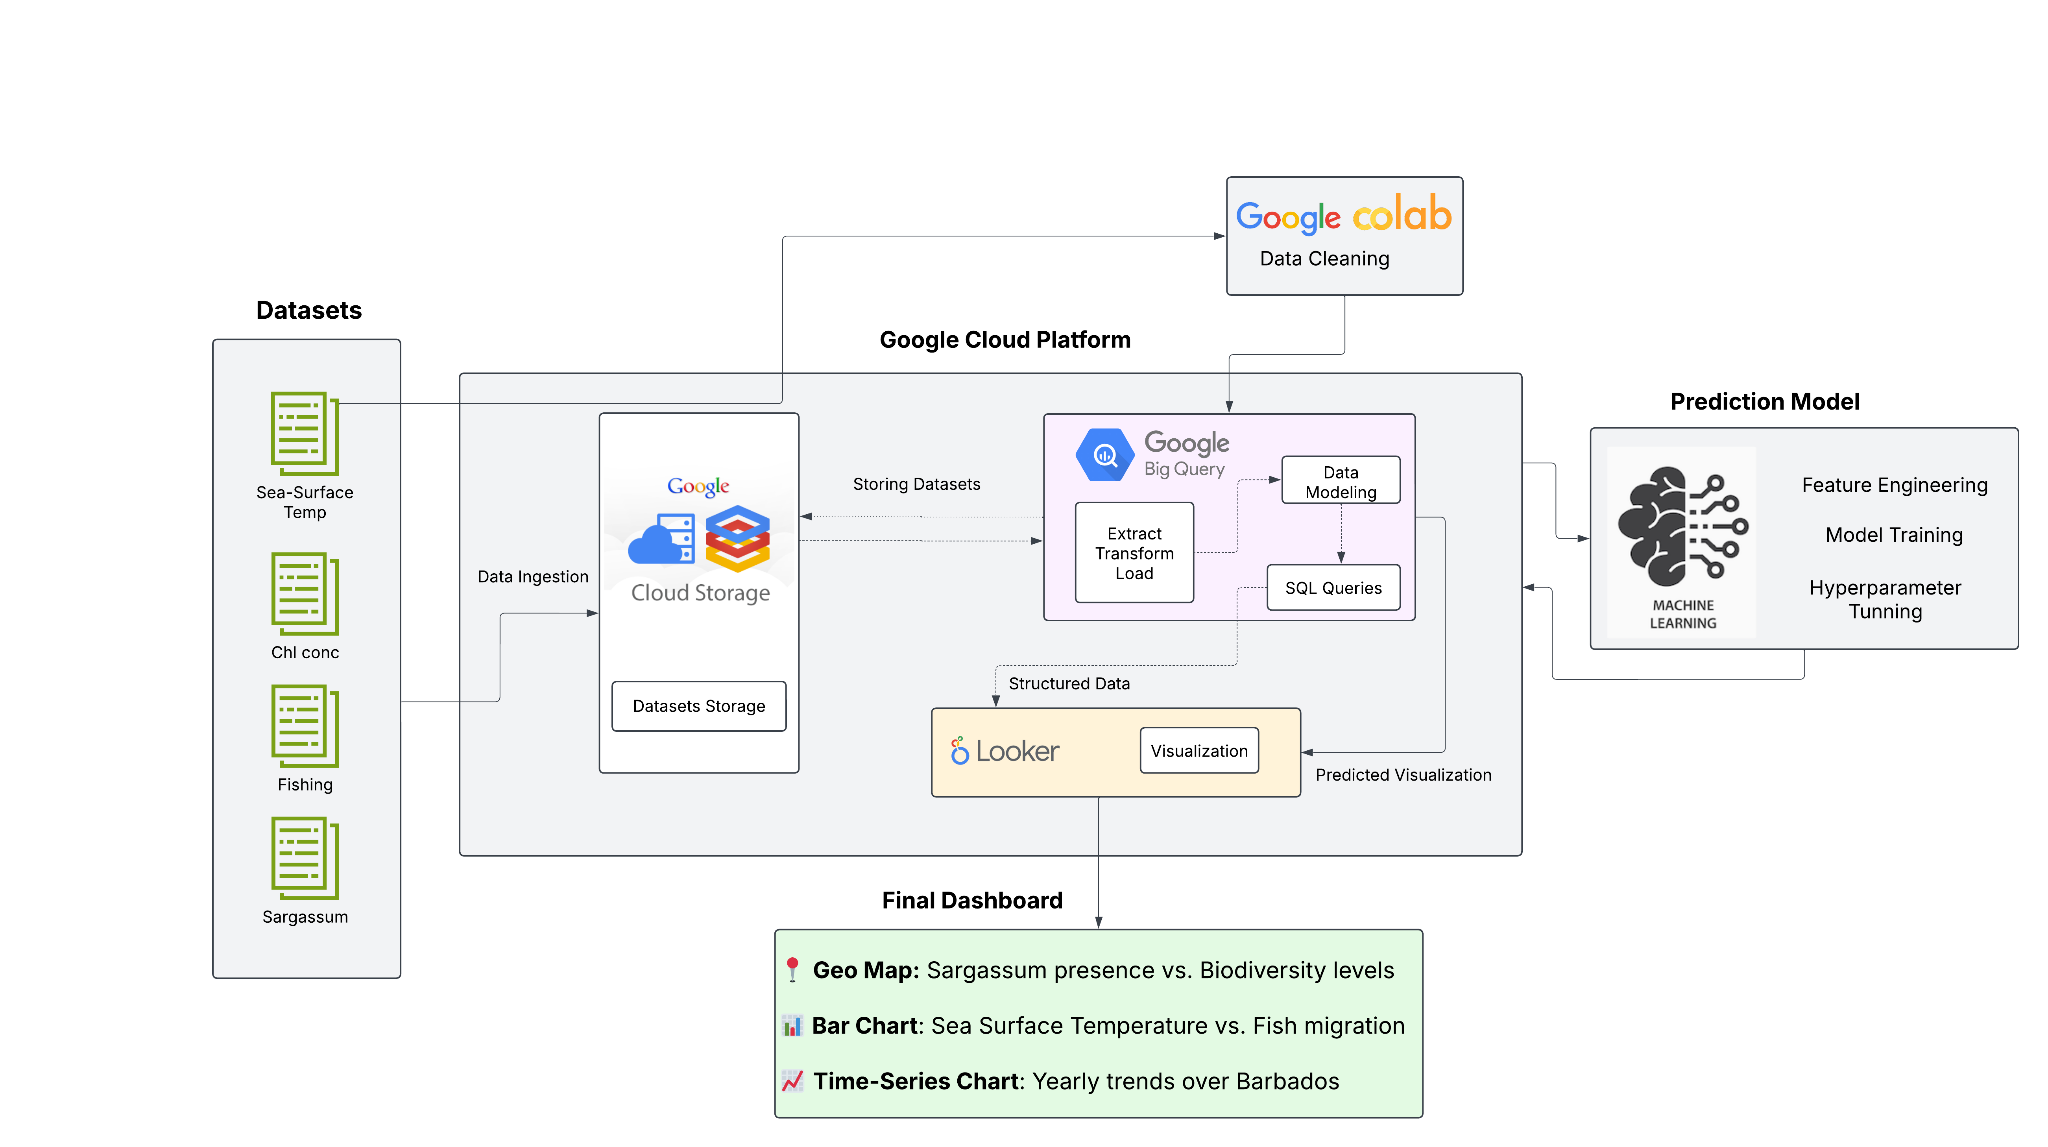 Google colab
Data Cleaning
Datasets
Sea-Surface
Temp
Chl conc
Fishing
Sargassum
Google Cloud Platform
Data Ingestion
Google
Cloud Storage
Datasets Storage
Storing Datasets
Google
Big Query
Extract
Transform
Load
Data
Modeling
SQL Queries
Structured Data
Looker
Visualization
Predicted Visualization
Prediction Model
MACHINE
LEARNING
Feature Engineering
Model Training
Hyperparameter
Tunning
Final Dashboard
Geo Map: Sargassum presence vs. Biodiversity levels
Bar Chart: Sea Surface Temperature vs. Fish migration
Time-Series Chart: Yearly trends over Barbados